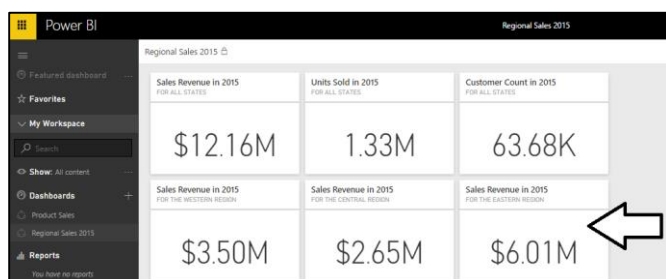 Power BI
Regional Sales 2015
Regional Sales 2015
Featured dashboard
Favorites
My Workspace
Search
Show: All content
Dashboards
Product Sales
Regional Sales 2015
Reports
You have no reports
Sales Revenue in 2015
FOR ALL STATES
$12.16M
Units Sold in 2015
FOR ALL STATES
1.33M
Customer Count in 2015
FOR ALL STATES
63.68K
Sales Revenue in 2015
FOR THE WESTERN REGION
$3.50M
Sales Revenue in 2015
FOR THE CENTRAL REGION
$2.65M
Sales Revenue in 2015
FOR THE EASTERN REGION
$6.01M